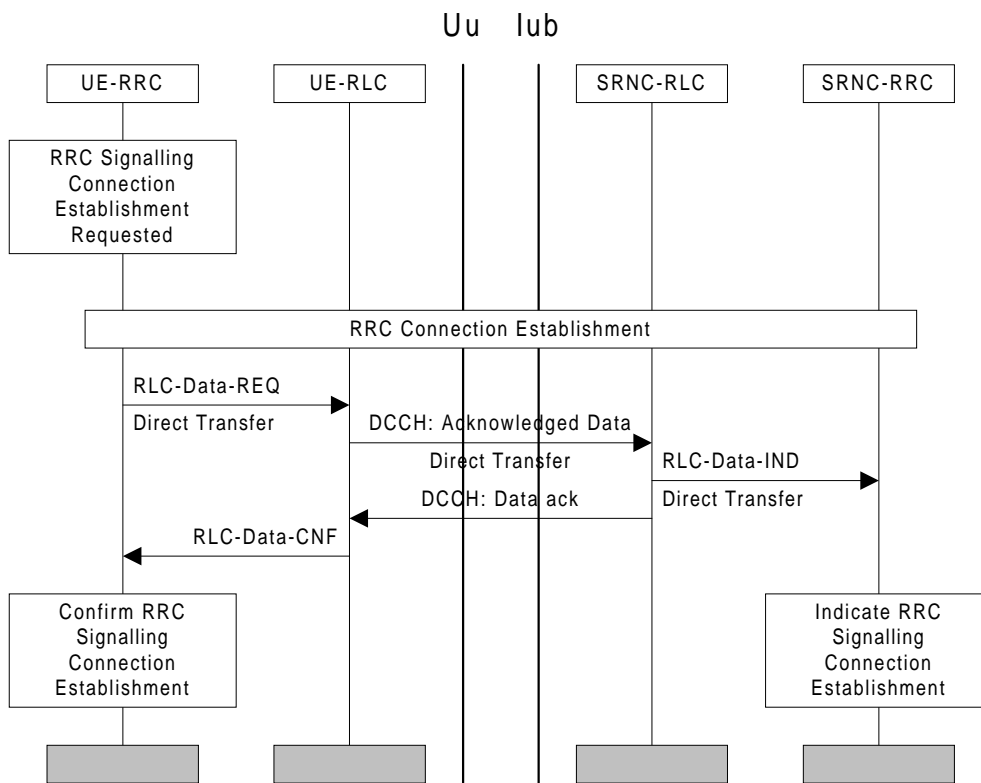 Uu Iub
UE-RRC UE-RLC SRNC-RLC SRNC-RRC
RRC Signalling
Connection
Establishment
Requested
RRC Connection Establishment
RLC-Data-REQ
Direct Transfer
DCCH: Acknowledged Data
Direct Transfer
RLC-Data-IND
Direct Transfer
DCCH: Data ack
RLC-Data-CNF
Confirm RRC
Signalling
Connection
Establishment
Indicate RRC
Signalling
Connection
Establishment